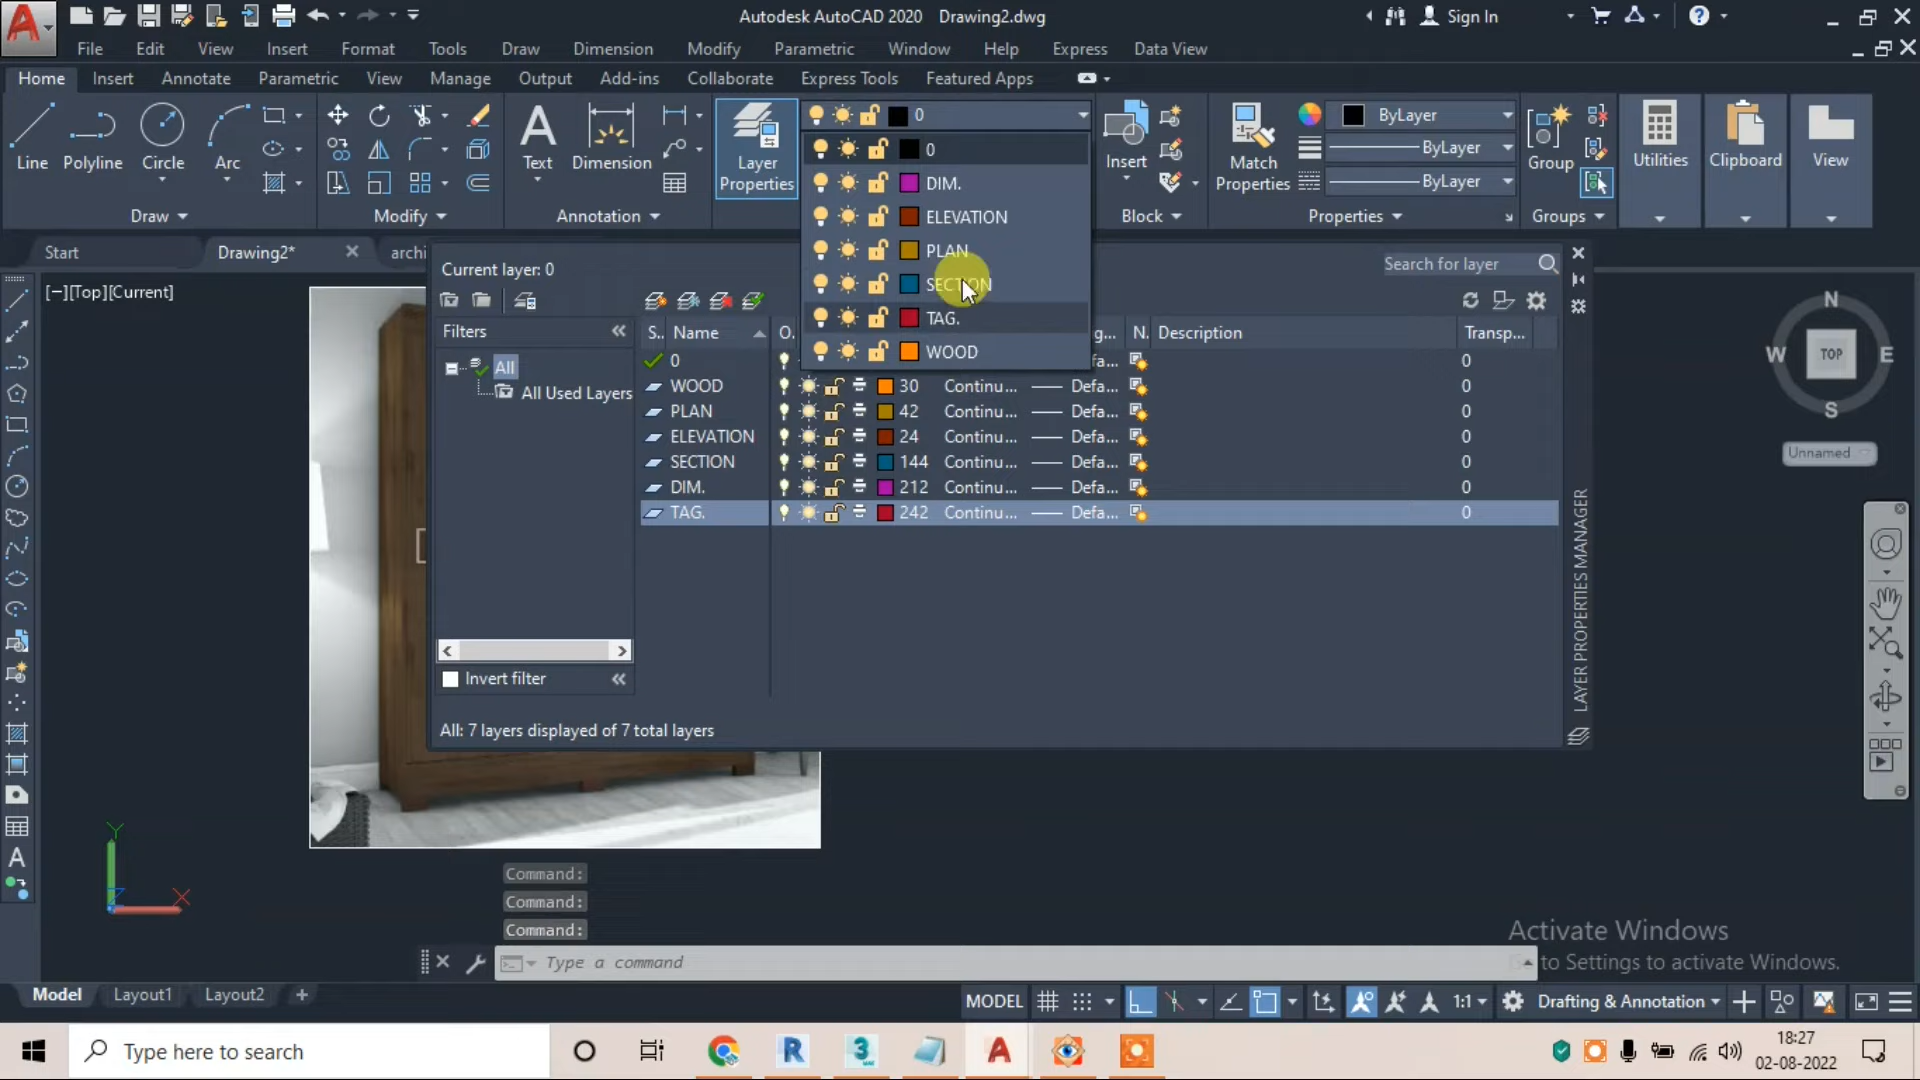 Autodesk AutoCAD 2020 Drawing2.dwg
Sign In
File Edit View Insert Format Tools Draw Dimension Modify Parametric Window Help Express Data View
Home Insert Annotate Parametric View Manage Output Add-ins Collaborate Express Tools Featured Apps
0
ByLayer
Line Polyline Circle Arc
Text Dimension
Layer Properties
0
DIM.
ELEVATION
PLAN
SECTION
TAG.
WOOD
Insert
Match Properties
ByLayer
ByLayer
Group
Utilities
Clipboard
View
Draw Modify Annotation Block Properties Groups
Start Drawing2* archi
Current layer: 0
Search for layer
[−][Top][Current]
Filters
S.. Name O. g... N. Description Transp...
All
All Used Layers
0 fa... 0
WOOD 30 Continu... Defa... 0
PLAN 42 Continu... Defa... 0
ELEVATION 24 Continu... Defa... 0
SECTION 144 Continu... Defa... 0
DIM. 212 Continu... Defa... 0
TAG. 242 Continu... Defa... 0
Invert filter
All: 7 layers displayed of 7 total layers
LAYER PROPERTIES MANAGER
N
W TOP E
S
Unnamed
Y
X
Command:
Command:
Command:
Type a command
Activate Windows
to Settings to activate Windows.
Model Layout1 Layout2 +
MODEL 1:1 Drafting & Annotation
Type here to search
18:27
02-08-2022